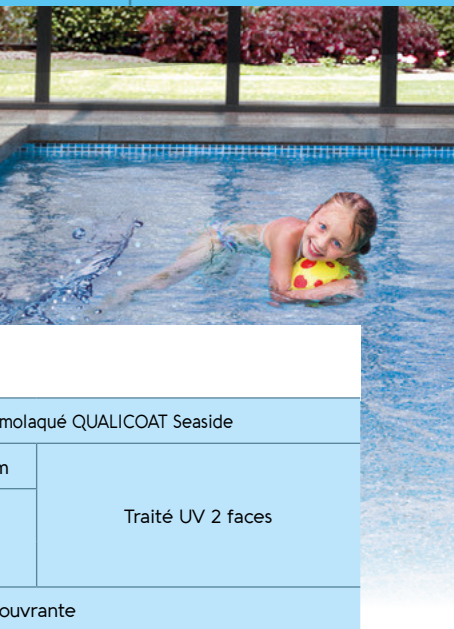 molaqué QUALICOAT Seaside
m
Traité UV 2 faces
ouvrante